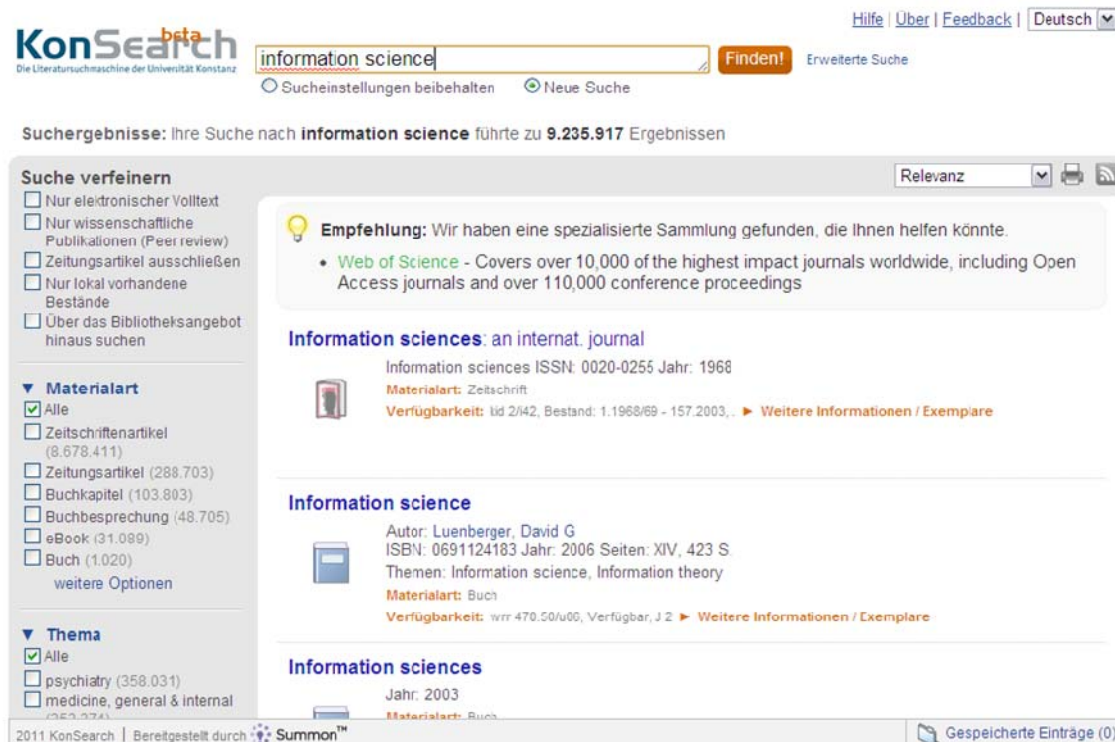 Hilfe | Über | Feedback | Deutsch
KonSearch beta
Die Literatursuchmaschine der Universität Konstanz
information science
Finden!
Erweiterte Suche
Sucheinstellungen beibehalten
Neue Suche
Suchergebnisse: Ihre Suche nach information science führte zu 9.235.917 Ergebnissen
Suche verfeinern
Nur elektronischer Volltext
Nur wissenschaftliche
Publikationen (Peer review)
Zeitungsartikel ausschließen
Nur lokal vorhandene
Bestände
Über das Bibliotheksangebot
hinaus suchen
Materialart
Alle
Zeitschriftenartikel
(8.678.411)
Zeitungsartikel (288.703)
Buchkapitel (103.803)
Buchbesprechung (48.705)
eBook (31.089)
Buch (1.020)
weitere Optionen
Thema
Alle
psychiatry (358.031)
medicine, general & internal
Relevanz
Empfehlung: Wir haben eine spezialisierte Sammlung gefunden, die Ihnen helfen könnte.
• Web of Science - Covers over 10,000 of the highest impact journals worldwide, including Open
Access journals and over 110,000 conference proceedings
Information sciences: an internat. journal
Information sciences ISSN: 0020-0255 Jahr: 1968
Materialart: Zeitschrift
Verfügbarkeit: 2/i42, Bestand: 1.1968/69 - 157.2003, ► Weitere Informationen / Exemplare
Information science
Autor: Luenberger, David G
ISBN: 0691124183 Jahr: 2006 Seiten: XIV, 423 S.
Themen: Information science, Information theory
Materialart: Buch
Verfügbarkeit: Verfügbar, J 2 ► Weitere Informationen / Exemplare
Information sciences
Jahr: 2003
Materialart: Buch
2011 KonSearch | Bereitgestellt durch Summon™
Gespeicherte Einträge (0)